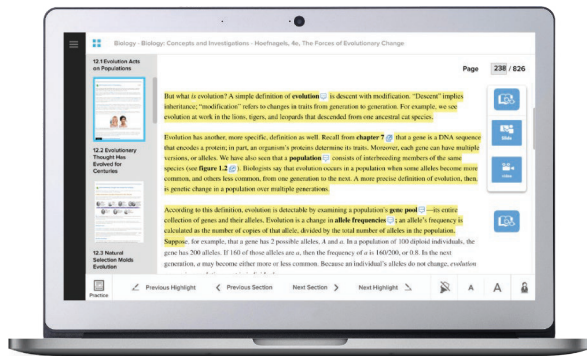 Biology - Biology: Concepts and Investigations - Hoefnagels, 4e, The Forces of Evolutionary Change
12.1 Evolution Acts
on Populations
12.2 Evolutionary
Thought Has
Evolved for
Centuries
12.3 Natural
Selection Molds
Evolution
Page 238 / 826
But what is evolution? A simple definition of evolution is descent with modification. "Descent" implies
inheritance; "modification" refers to changes in traits from generation to generation. For example, we see
evolution at work in the lions, tigers, and leopards that descended from one ancestral cat species.
Evolution has another, more specific, definition as well. Recall from chapter 7 that a gene is a DNA sequence
that encodes a protein; in part, an organism's proteins determine its traits. Moreover, each gene can have multiple
versions, or alleles. We have also seen that a population consists of interbreeding members of the same
species (see figure 1.2). Biologists say that evolution occurs in a population when some alleles become more
common, and others less common, from one generation to the next. A more precise definition of evolution, then,
is genetic change in a population over multiple generations.
According to this definition, evolution is detectable by examining a population's gene pool —its entire
collection of genes and their alleles. Evolution is a change in allele frequencies; an allele's frequency is
calculated as the number of copies of that allele, divided by the total number of alleles in the population.
Suppose, for example, that a gene has 2 possible alleles, A and a. In a population of 100 diploid individuals, the
gene has 200 alleles. If 160 of those alleles are a, then the frequency of a is 160/200, or 0.8. In the next
generation, a may become either more or less common. Because an individual's alleles do not change, evolution
Slide
video
Practice
Previous Highlight
Previous Section
Next Section
Next Highlight
A
A